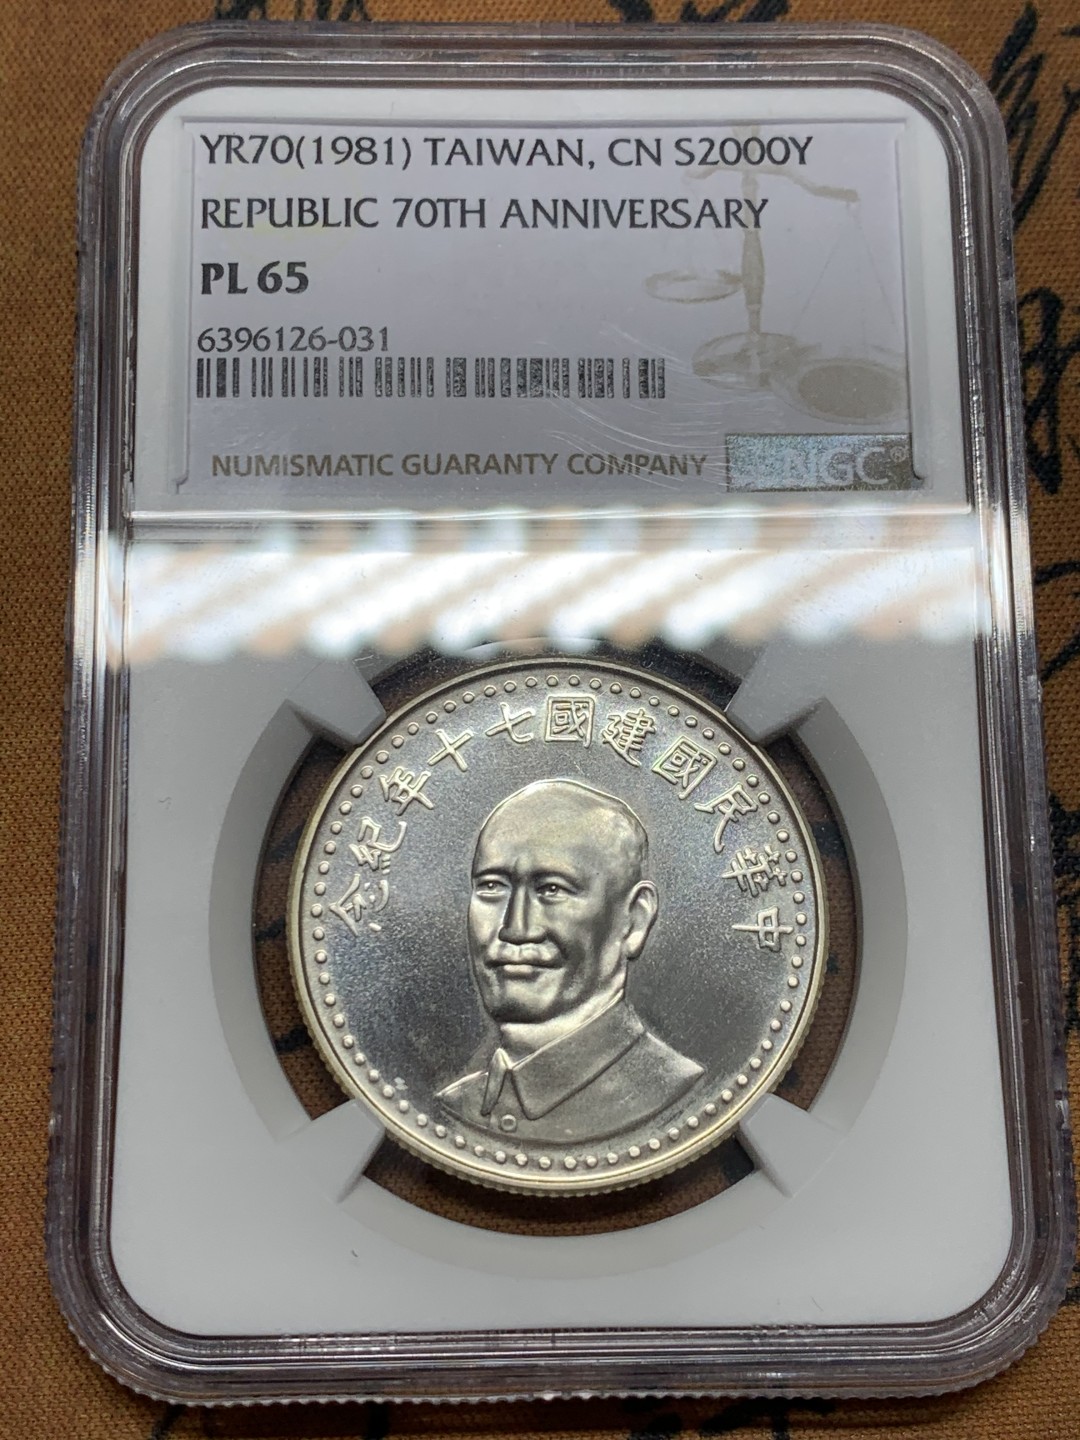 YR70(1981) TAIWAN, CN S2000Y
REPUBLIC 70TH ANNIVERSARY
PL 65
6396126-031
NUMISMATIC GUARANTY COMPANY
NGC®
中華民國建國七十年紀念